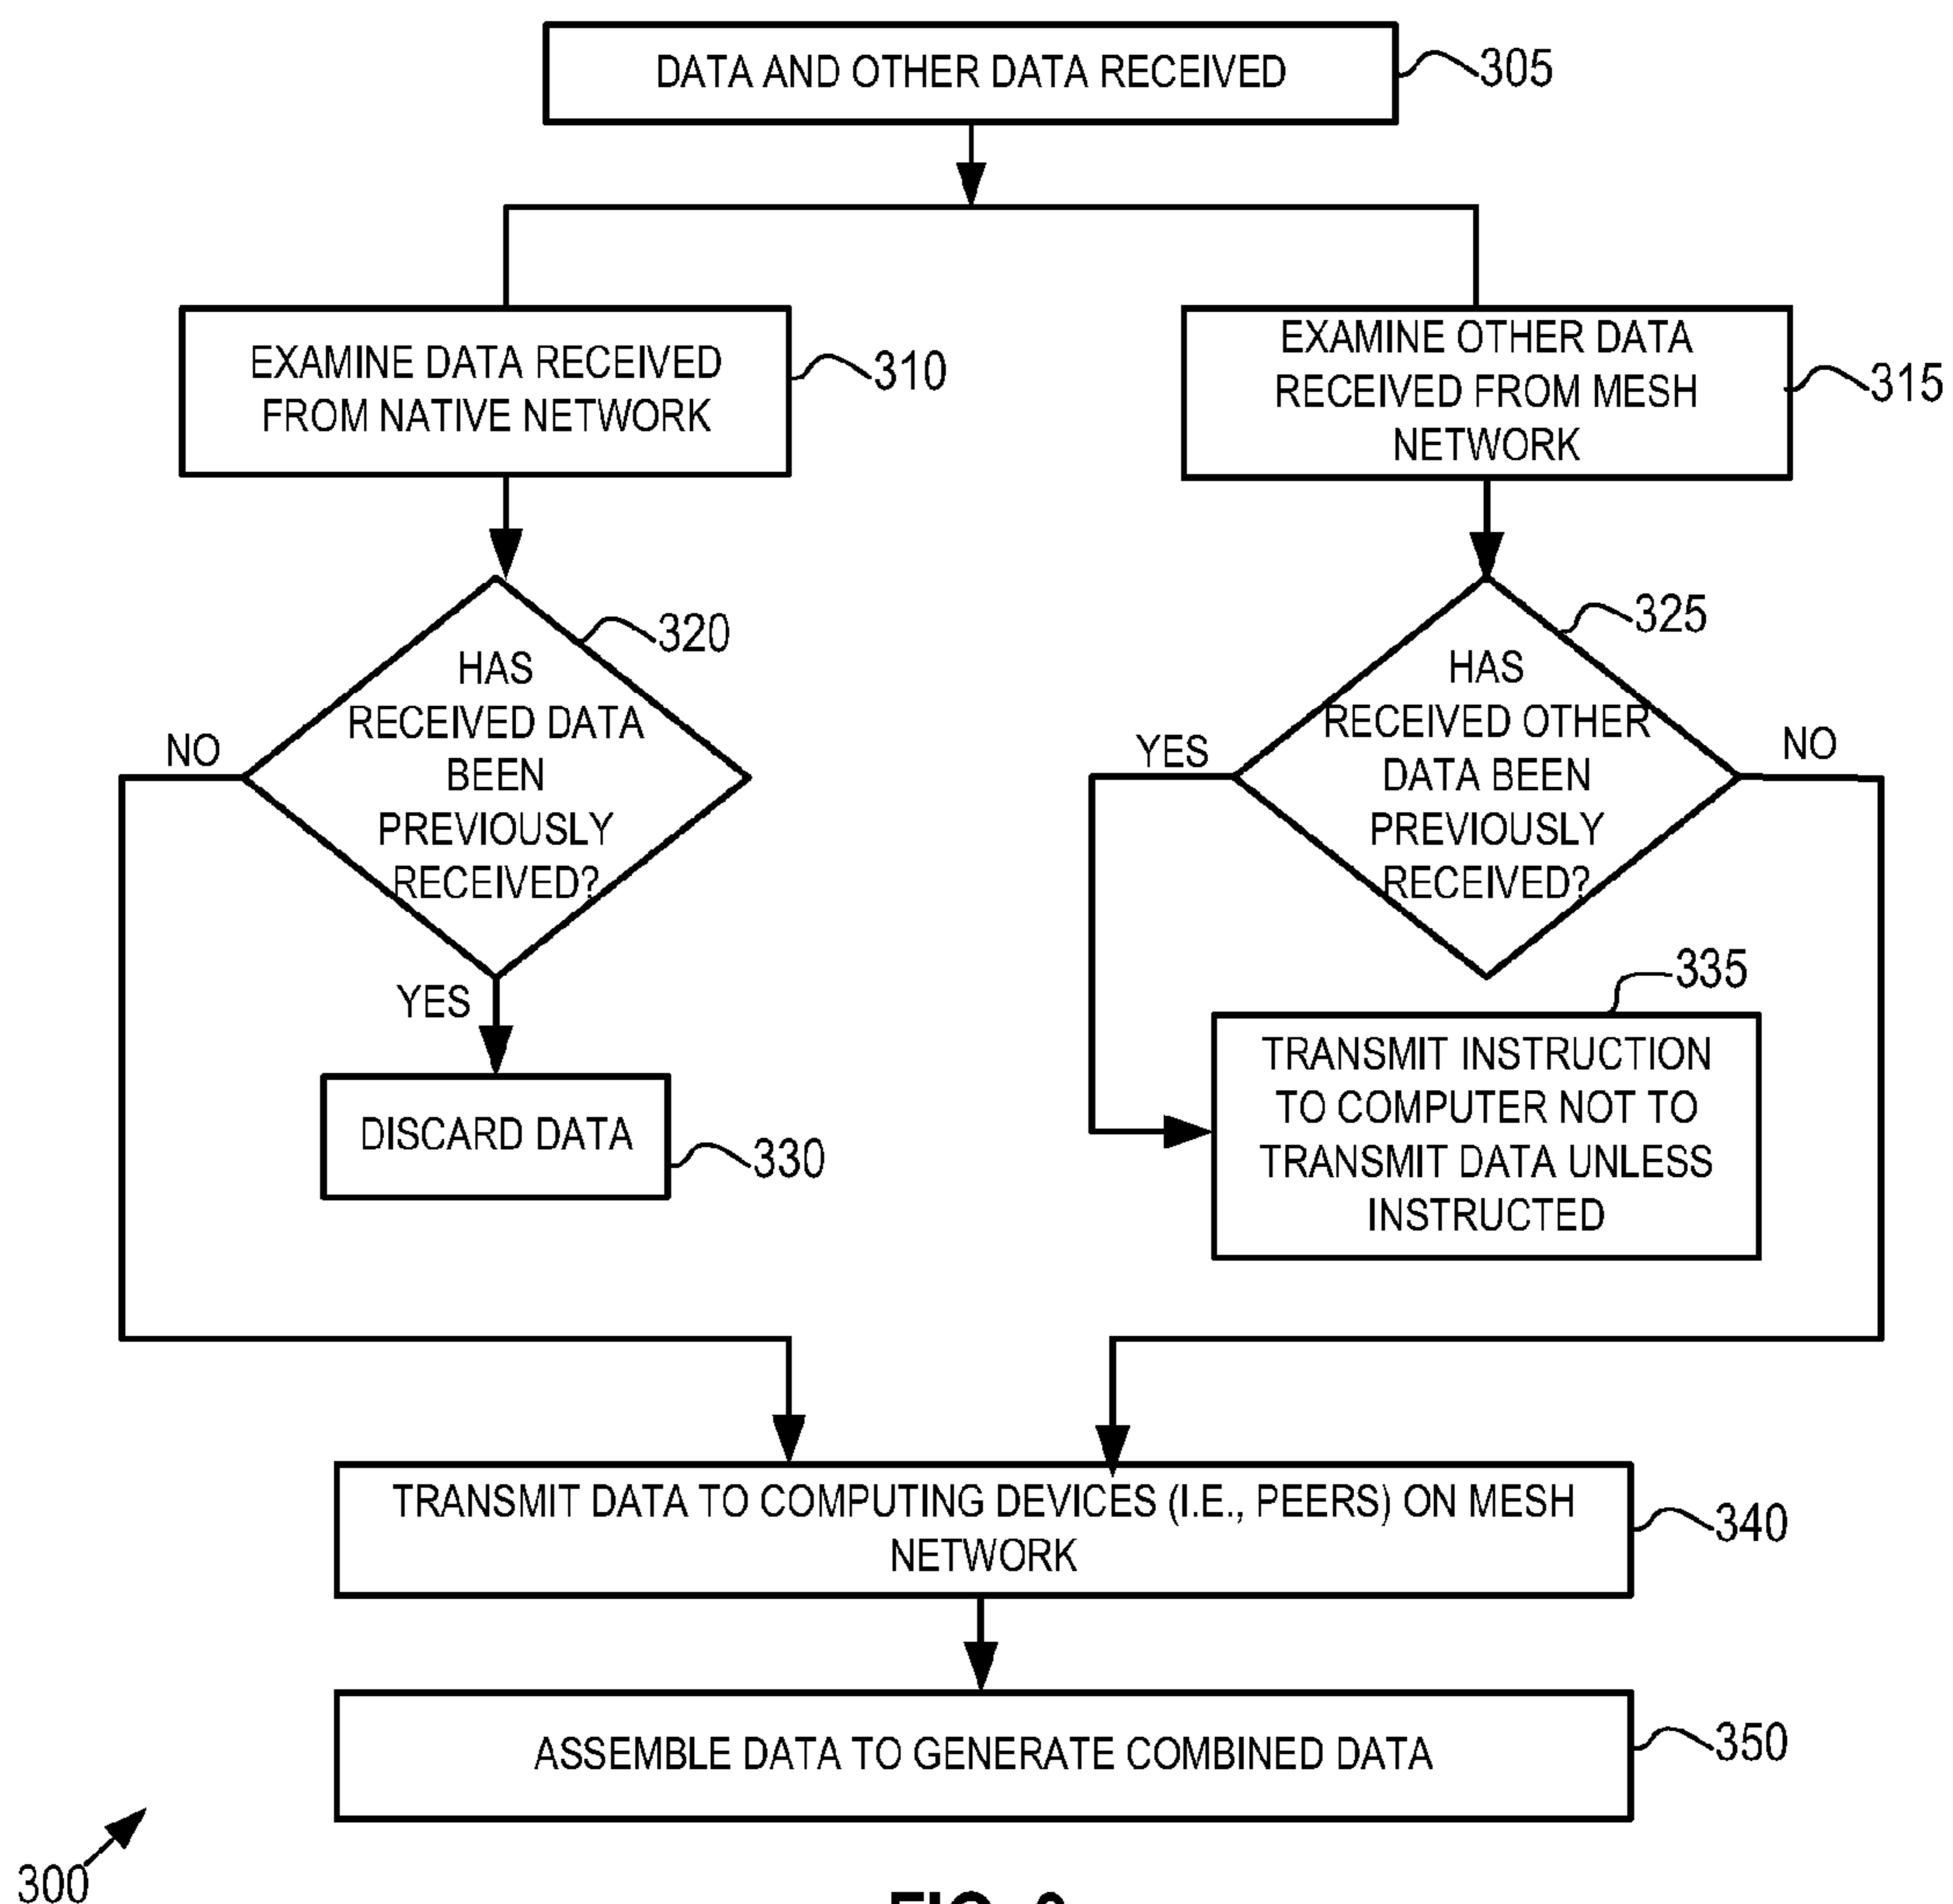 DATA AND OTHER DATA RECEIVED
305
EXAMINE DATA RECEIVED
FROM NATIVE NETWORK
310
EXAMINE OTHER DATA
RECEIVED FROM MESH
NETWORK
315
320
HAS
RECEIVED DATA
BEEN
PREVIOUSLY
RECEIVED?
NO
YES
325
HAS
RECEIVED OTHER
DATA BEEN
PREVIOUSLY
RECEIVED?
YES
NO
DISCARD DATA
330
335
TRANSMIT INSTRUCTION
TO COMPUTER NOT TO
TRANSMIT DATA UNLESS
INSTRUCTED
TRANSMIT DATA TO COMPUTING DEVICES (I.E., PEERS) ON MESH
NETWORK
340
ASSEMBLE DATA TO GENERATE COMBINED DATA
350
300
FIG.